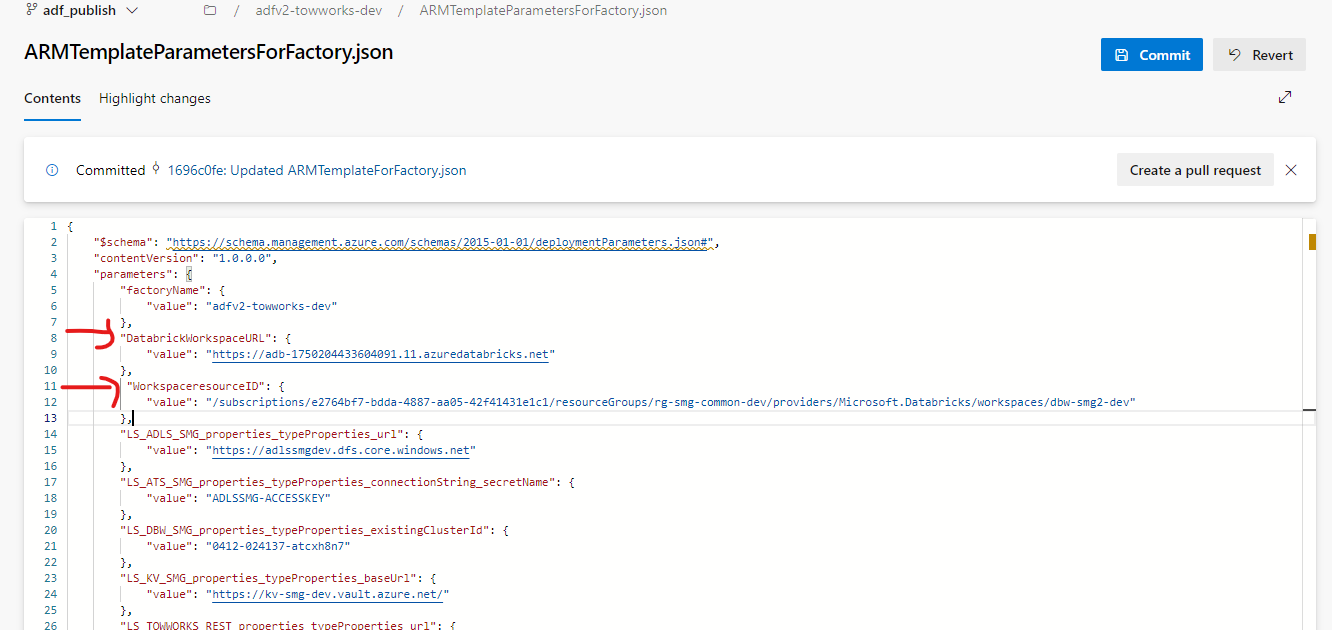 adf_publish / adfv2-towworks-dev / ARMTemplateParametersForFactory.json
ARMTemplateParametersForFactory.json
Commit Revert
Contents Highlight changes
Committed 1696c0fe: Updated ARMTemplateForFactory.json Create a pull request
1 {
2 "$schema": "https://schema.management.azure.com/schemas/2015-01-01/deploymentParameters.json#",
3 "contentVersion": "1.0.0.0",
4 "parameters": {
5 "factoryName": {
6 "value": "adfv2-towworks-dev"
7 },
8 "DatabrickWorkspaceURL": {
9 "value": "https://adb-1750204433604091.11.azuredatabricks.net"
10 },
11 "WorkspaceresourceID": {
12 "value": "/subscriptions/e2764bf7-bdda-4887-aa05-42f41431e1c1/resourceGroups/rg-smg-common-dev/providers/Microsoft.Databricks/workspaces/dbw-smg2-dev"
13 },
14 "LS_ADLS_SMG_properties_typeProperties_url": {
15 "value": "https://adlssmgdev.dfs.core.windows.net"
16 },
17 "LS_ATS_SMG_properties_typeProperties_connectionString_secretName": {
18 "value": "ADLSSMG-ACCESSKEY"
19 },
20 "LS_DBW_SMG_properties_typeProperties_existingClusterId": {
21 "value": "0412-024137-atcxh8n7"
22 },
23 "LS_KV_SMG_properties_typeProperties_baseUrl": {
24 "value": "https://kv-smg-dev.vault.azure.net/"
25 },
26 "LS_TOWWORKS_REST_properties_typeProperties_url": {